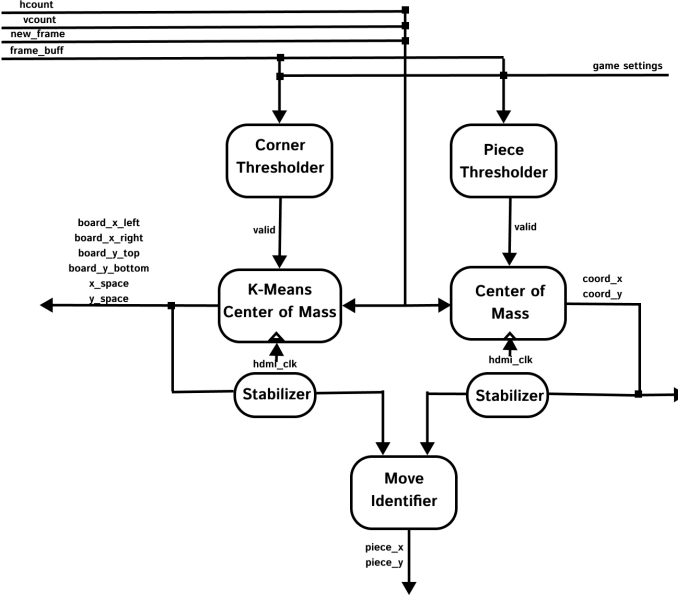 hcount
vcount
new_frame
frame_buff
game settings
Corner
Thresholder
Piece
Thresholder
valid
valid
board_x_left
board_x_right
board_y_top
board_y_bottom
x_space
y_space
K-Means
Center of Mass
Center of
Mass
coord_x
coord_y
hdmi_clk
hdmi_clk
Stabilizer
Stabilizer
Move
Identifier
piece_x
piece_y